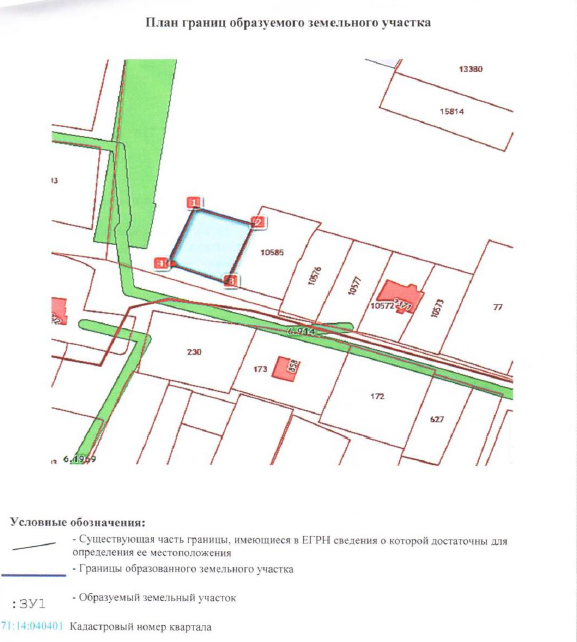 План границ образуемого земельного участка
13380
15814
1
2
10585
4
3
10576
10577
10572
10573
77
6.914
230
173
858
172
627
6.4969
Условные обозначения:
- Существующая часть границы, имеющиеся в ЕГРН сведения о которой достаточны для
определения ее местоположения
- Границы образованного земельного участка
:ЗУ1 - Образуемый земельный участок
71:14:040401 Кадастровый номер квартала